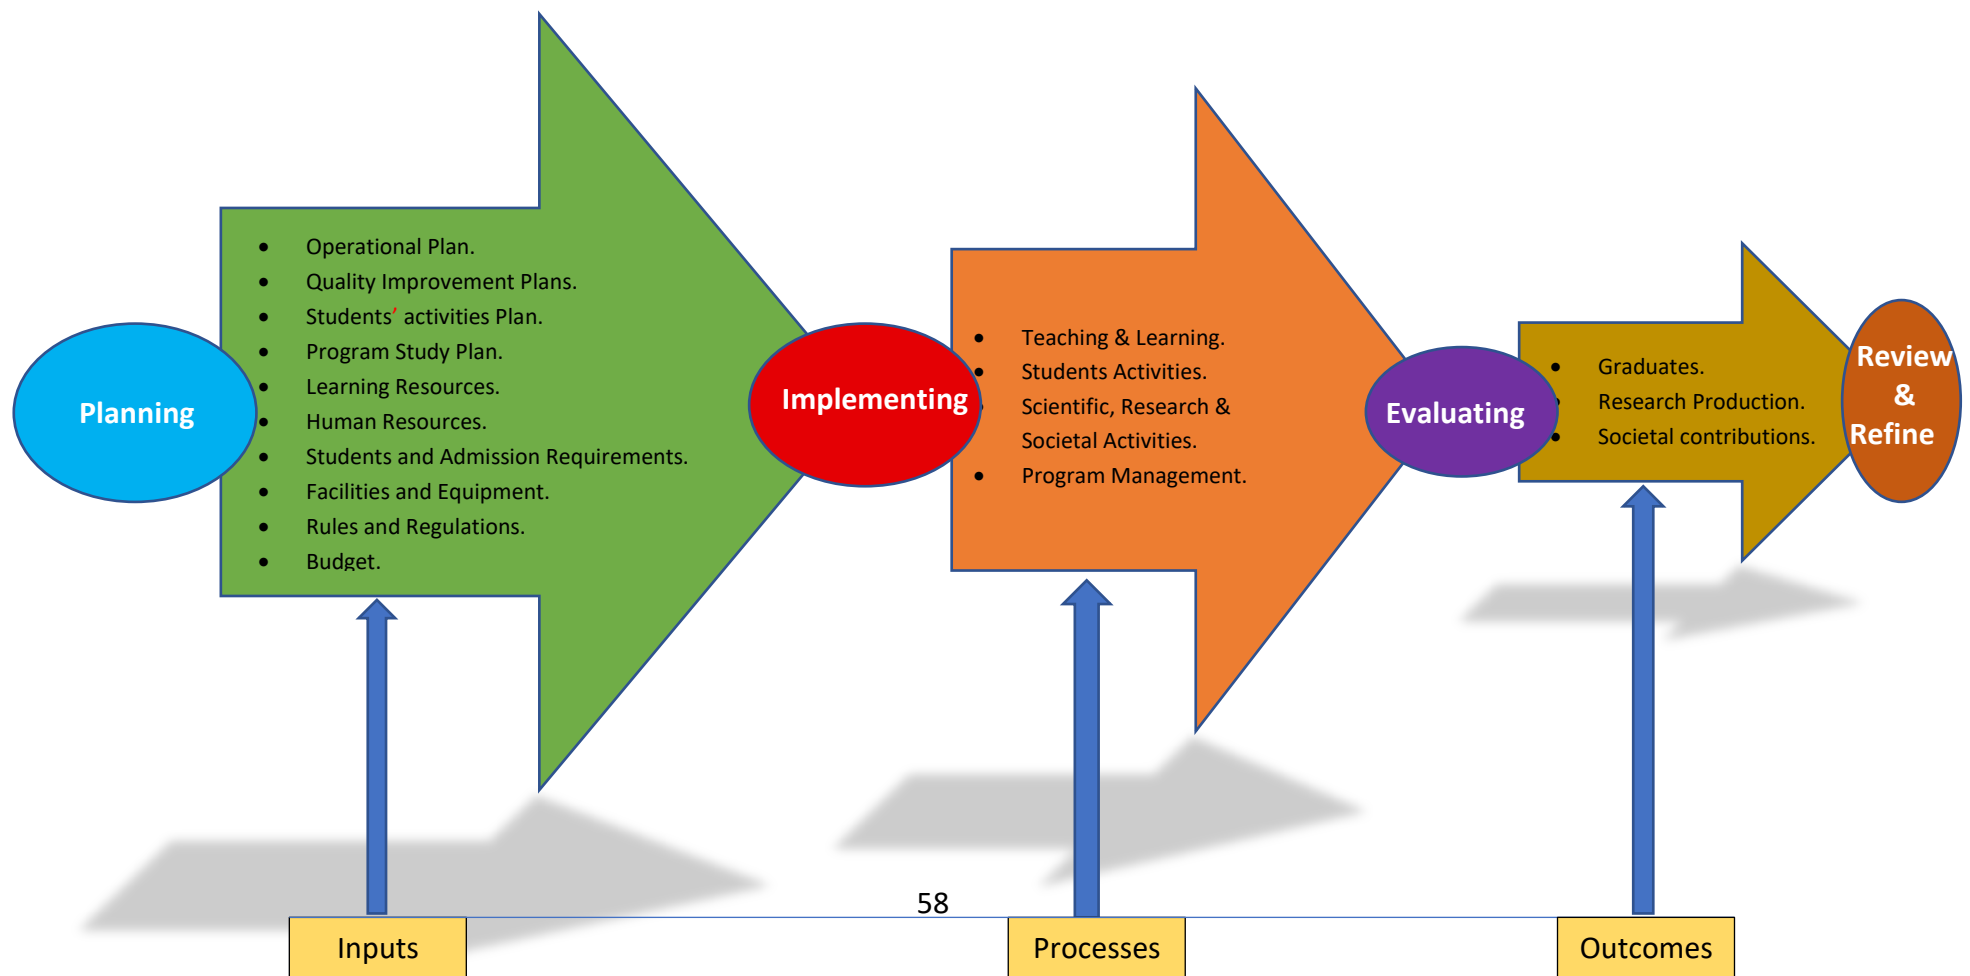 Planning
• Operational Plan.
• Quality Improvement Plans.
• Students’ activities Plan.
• Program Study Plan.
• Learning Resources.
• Human Resources.
• Students and Admission Requirements.
• Facilities and Equipment.
• Rules and Regulations.
• Budget.
Implementing
• Teaching & Learning.
• Students Activities.
• Scientific, Research &
Societal Activities.
• Program Management.
Evaluating
• Graduates.
• Research Production.
• Societal contributions.
Review
&
Refine
58
Inputs
Processes
Outcomes